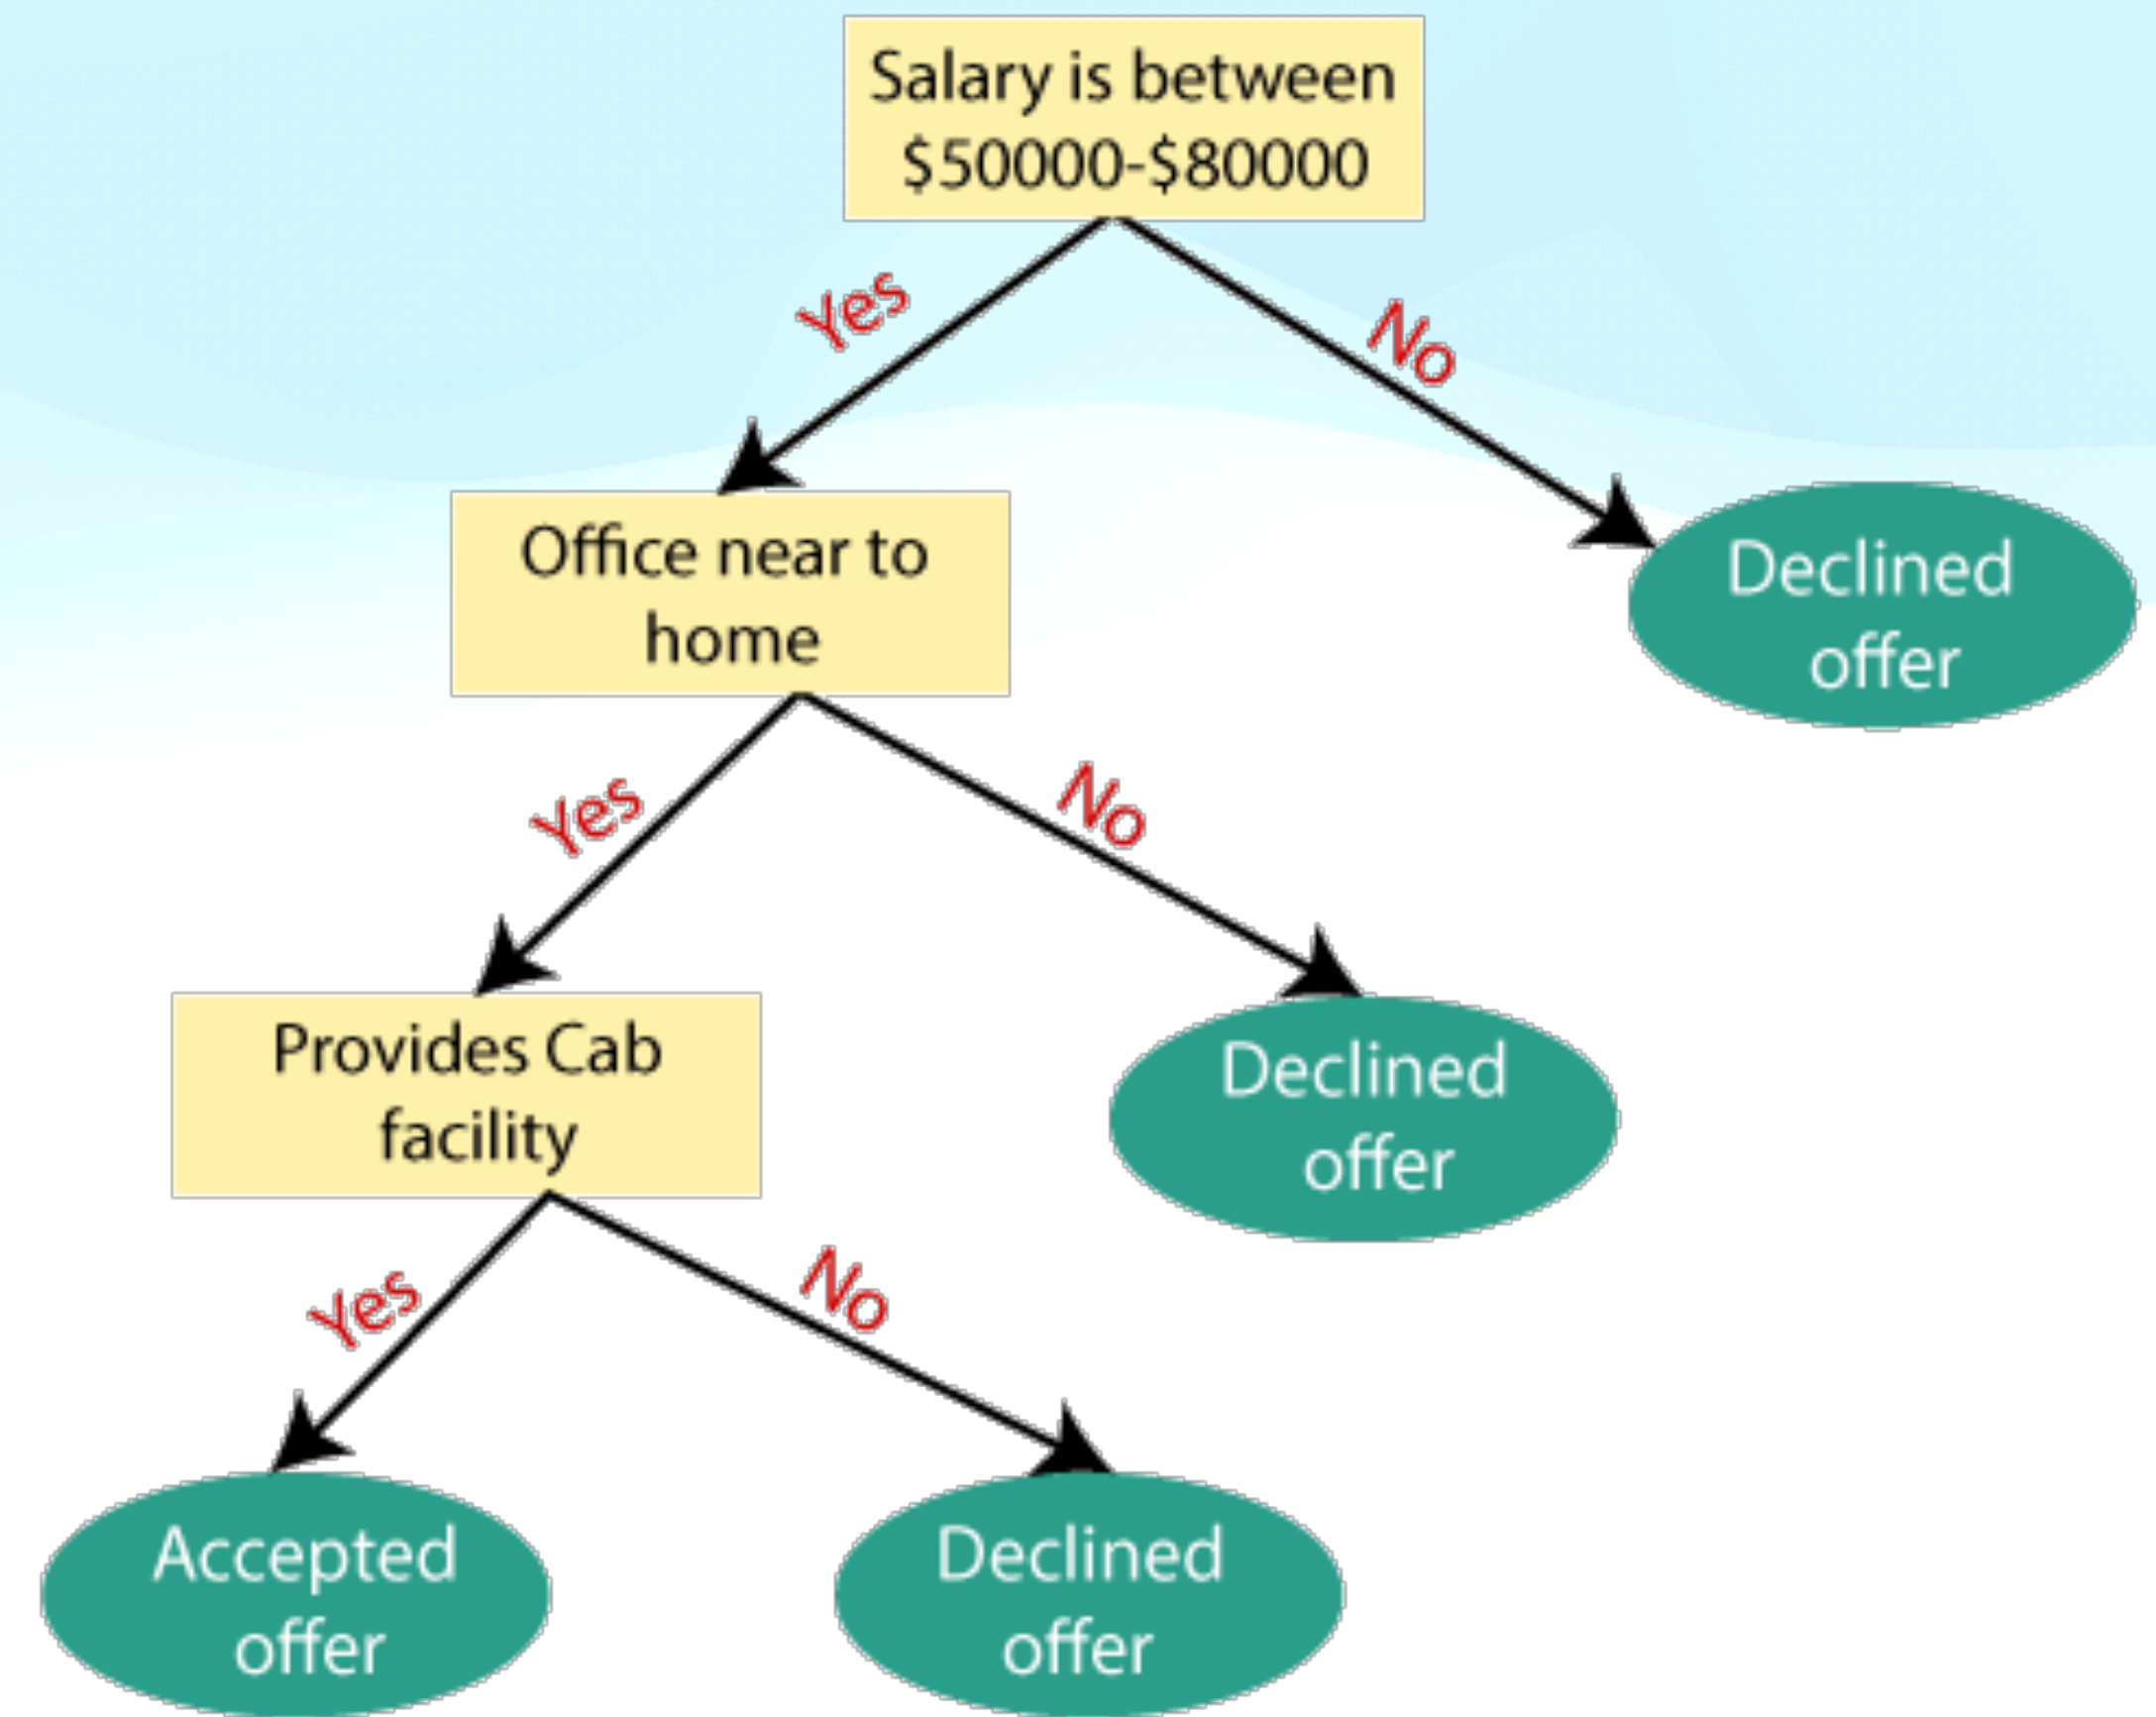 Salary is between
$50000-$80000
Yes
No
Office near to
home
Declined
offer
Yes
No
Provides Cab
facility
Declined
offer
Yes
No
Accepted
offer
Declined
offer